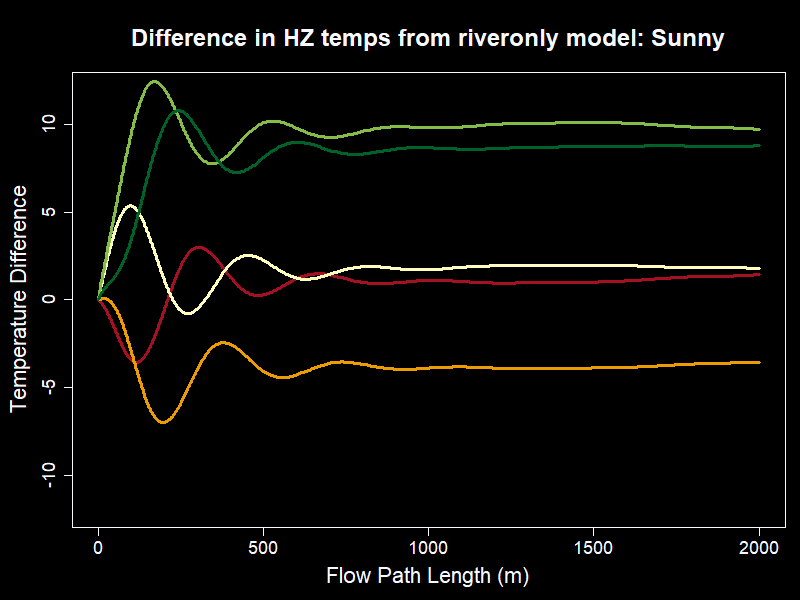 Difference in HZ temps from riveronly model: Sunny
10
5
0
-5
-10
Temperature Difference
0 500 1000 1500 2000
Flow Path Length (m)